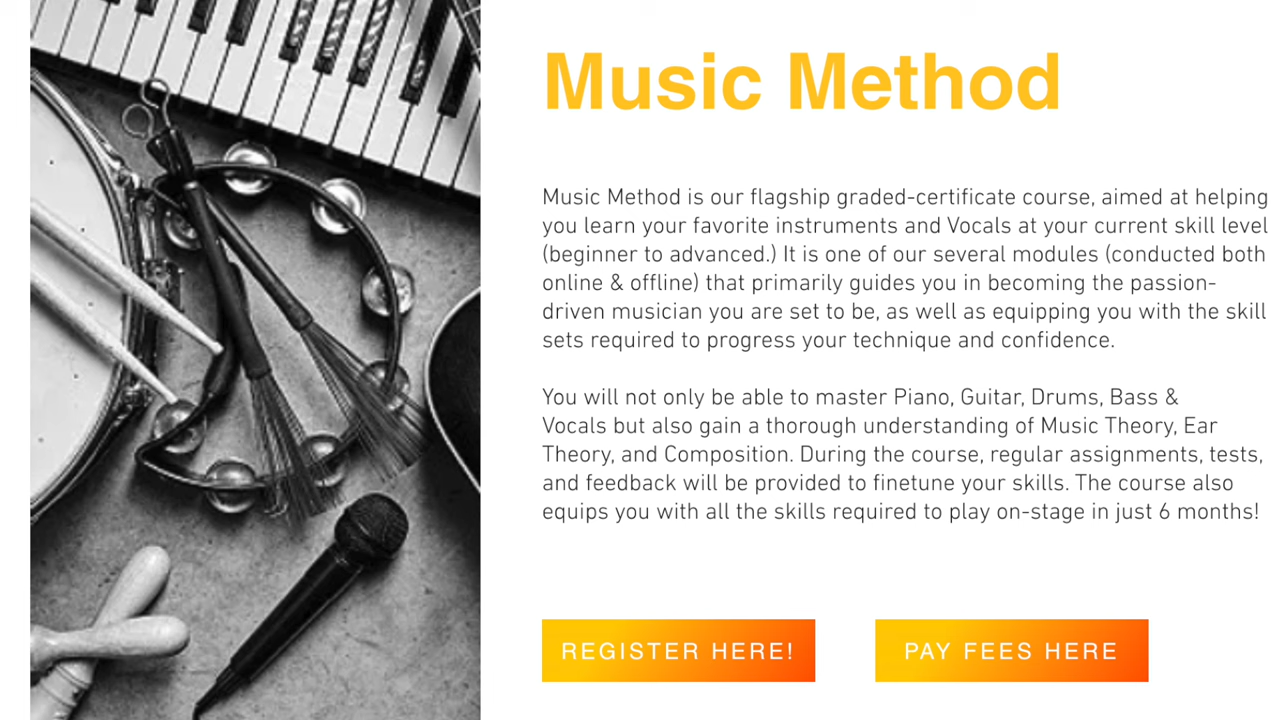 Music Method
Music Method is our flagship graded-certificate course, aimed at helping
you learn your favorite instruments and Vocals at your current skill level
(beginner to advanced.) It is one of our several modules (conducted both
online & offline) that primarily guides you in becoming the passion-
driven musician you are set to be, as well as equipping you with the skill
sets required to progress your technique and confidence.
You will not only be able to master Piano, Guitar, Drums, Bass &
Vocals but also gain a thorough understanding of Music Theory, Ear
Theory, and Composition. During the course, regular assignments, tests,
and feedback will be provided to finetune your skills. The course also
equips you with all the skills required to play on-stage in just 6 months!
REGISTER HERE!
PAY FEES HERE